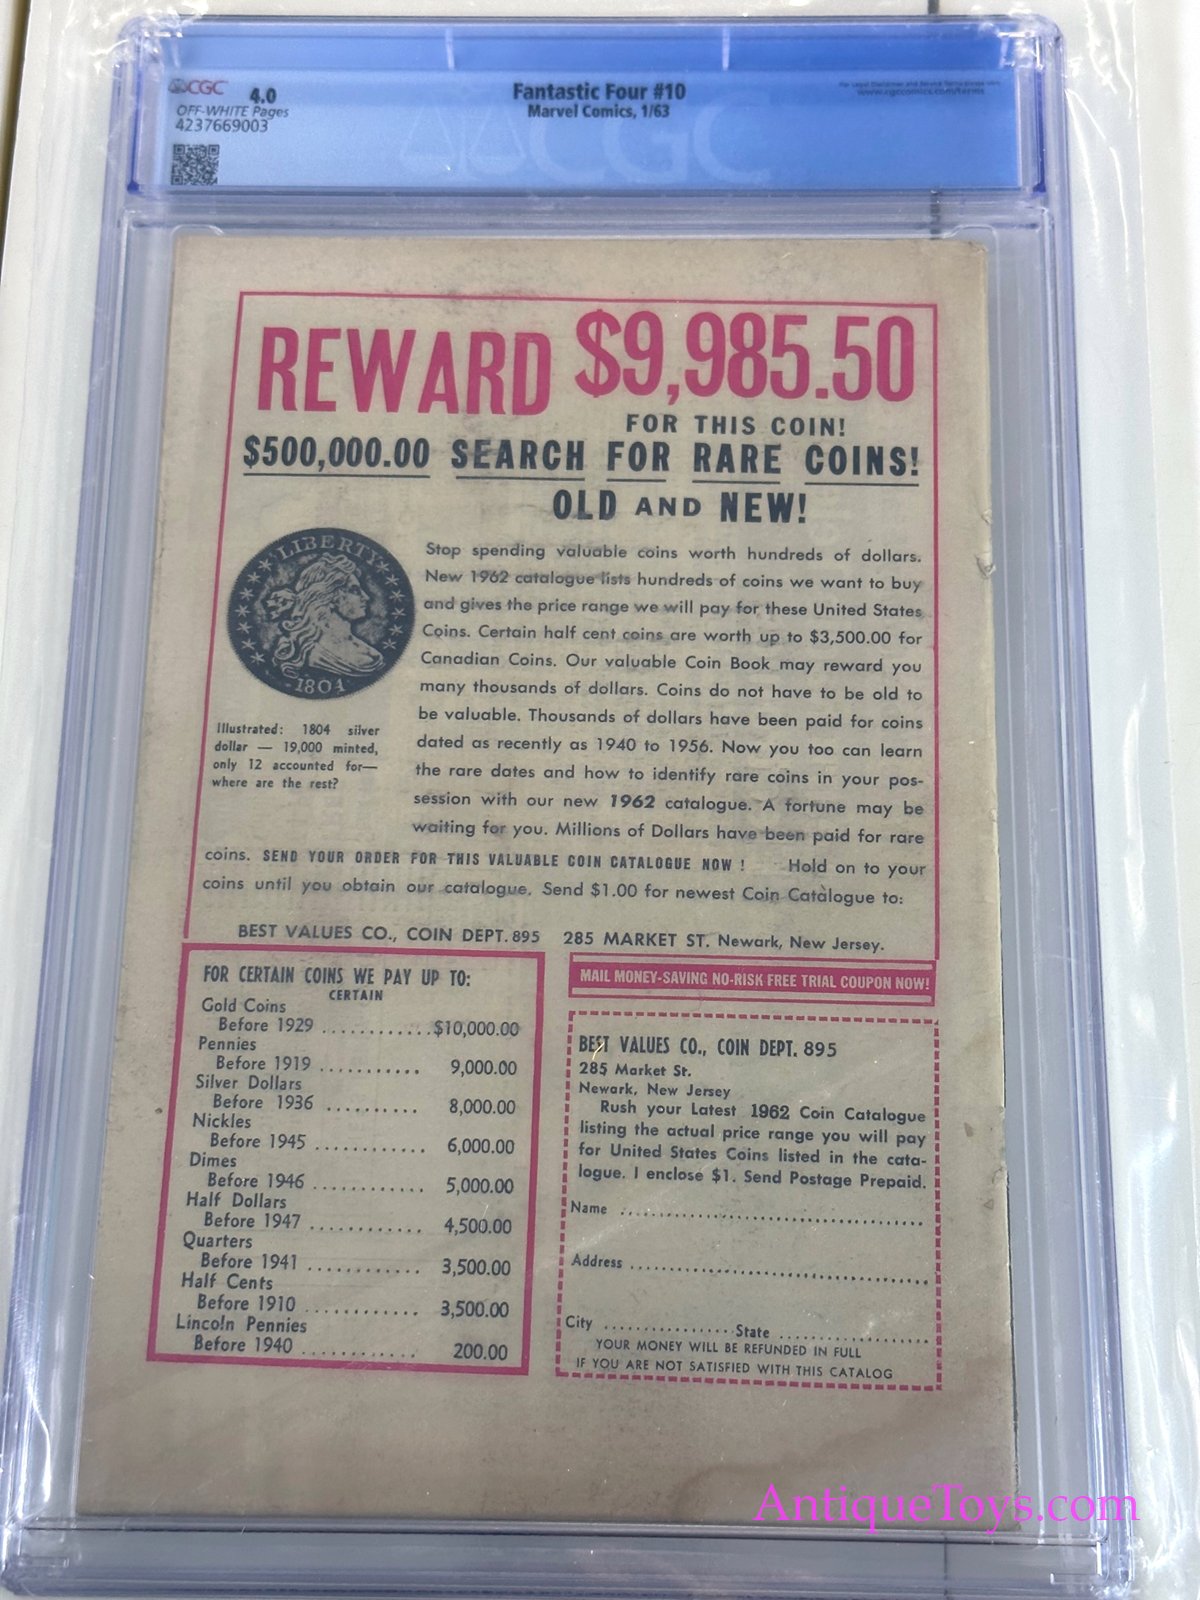 CGC 4.0
OFF-WHITE Pages
4237669003
Fantastic Four #10
Marvel Comics, 1/63
www.cgccomics.com/terms
CGC
REWARD $9,985.50
FOR THIS COIN!
$500,000.00 SEARCH FOR RARE COINS!
OLD AND NEW!
LIBERTY
1804
Illustrated: 1804 silver
dollar — 19,000 minted,
only 12 accounted for—
where are the rest?
Stop spending valuable coins worth hundreds of dollars.
New 1962 catalogue lists hundreds of coins we want to buy
and gives the price range we will pay for these United States
Coins. Certain half cent coins are worth up to $3,500.00 for
Canadian Coins. Our valuable Coin Book may reward you
many thousands of dollars. Coins do not have to be old to
be valuable. Thousands of dollars have been paid for coins
dated as recently as 1940 to 1956. Now you too can learn
the rare dates and how to identify rare coins in your pos-
session with our new 1962 catalogue. A fortune may be
waiting for you. Millions of Dollars have been paid for rare
coins. SEND YOUR ORDER FOR THIS VALUABLE COIN CATALOGUE NOW ! Hold on to your
coins until you obtain our catalogue. Send $1.00 for newest Coin Catalogue to:
BEST VALUES CO., COIN DEPT. 895 285 MARKET ST. Newark, New Jersey.
FOR CERTAIN COINS WE PAY UP TO:
CERTAIN
Gold Coins
Before 1929 ............$10,000.00
Pennies
Before 1919 .......... 9,000.00
Silver Dollars
Before 1936 .......... 8,000.00
Nickles
Before 1945 ............ 6,000.00
Dimes
Before 1946 ............ 5,000.00
Half Dollars
Before 1947 ............ 4,500.00
Quarters
Before 1941 ............ 3,500.00
Half Cents
Before 1910 ............ 3,500.00
Lincoln Pennies
Before 1940 ............ 200.00
MAIL MONEY-SAVING NO-RISK FREE TRIAL COUPON NOW!
BEST VALUES CO., COIN DEPT. 895
285 Market St.
Newark, New Jersey
Rush your Latest 1962 Coin Catalogue
listing the actual price range you will pay
for United States Coins listed in the cata-
logue. I enclose $1. Send Postage Prepaid.
Name ........................................
Address ........................................
City .................. State ....................
YOUR MONEY WILL BE REFUNDED IN FULL
IF YOU ARE NOT SATISFIED WITH THIS CATALOG
AntiqueToys.com